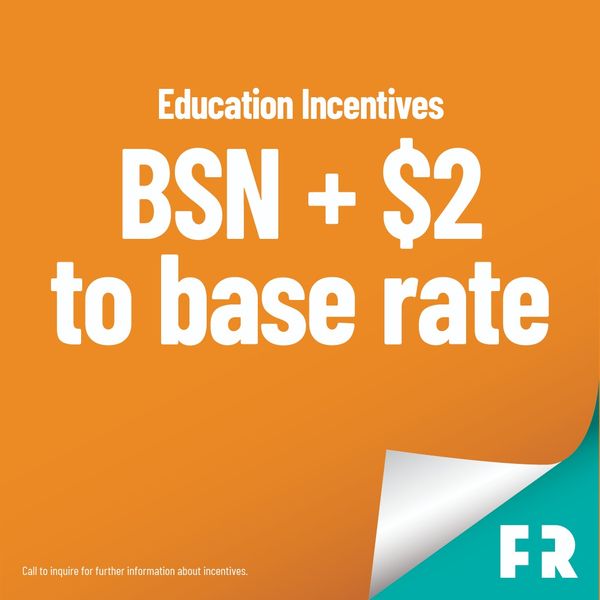 Education Incentives
BSN + $2
to base rate
Call to inquire for further information about incentives.
FR